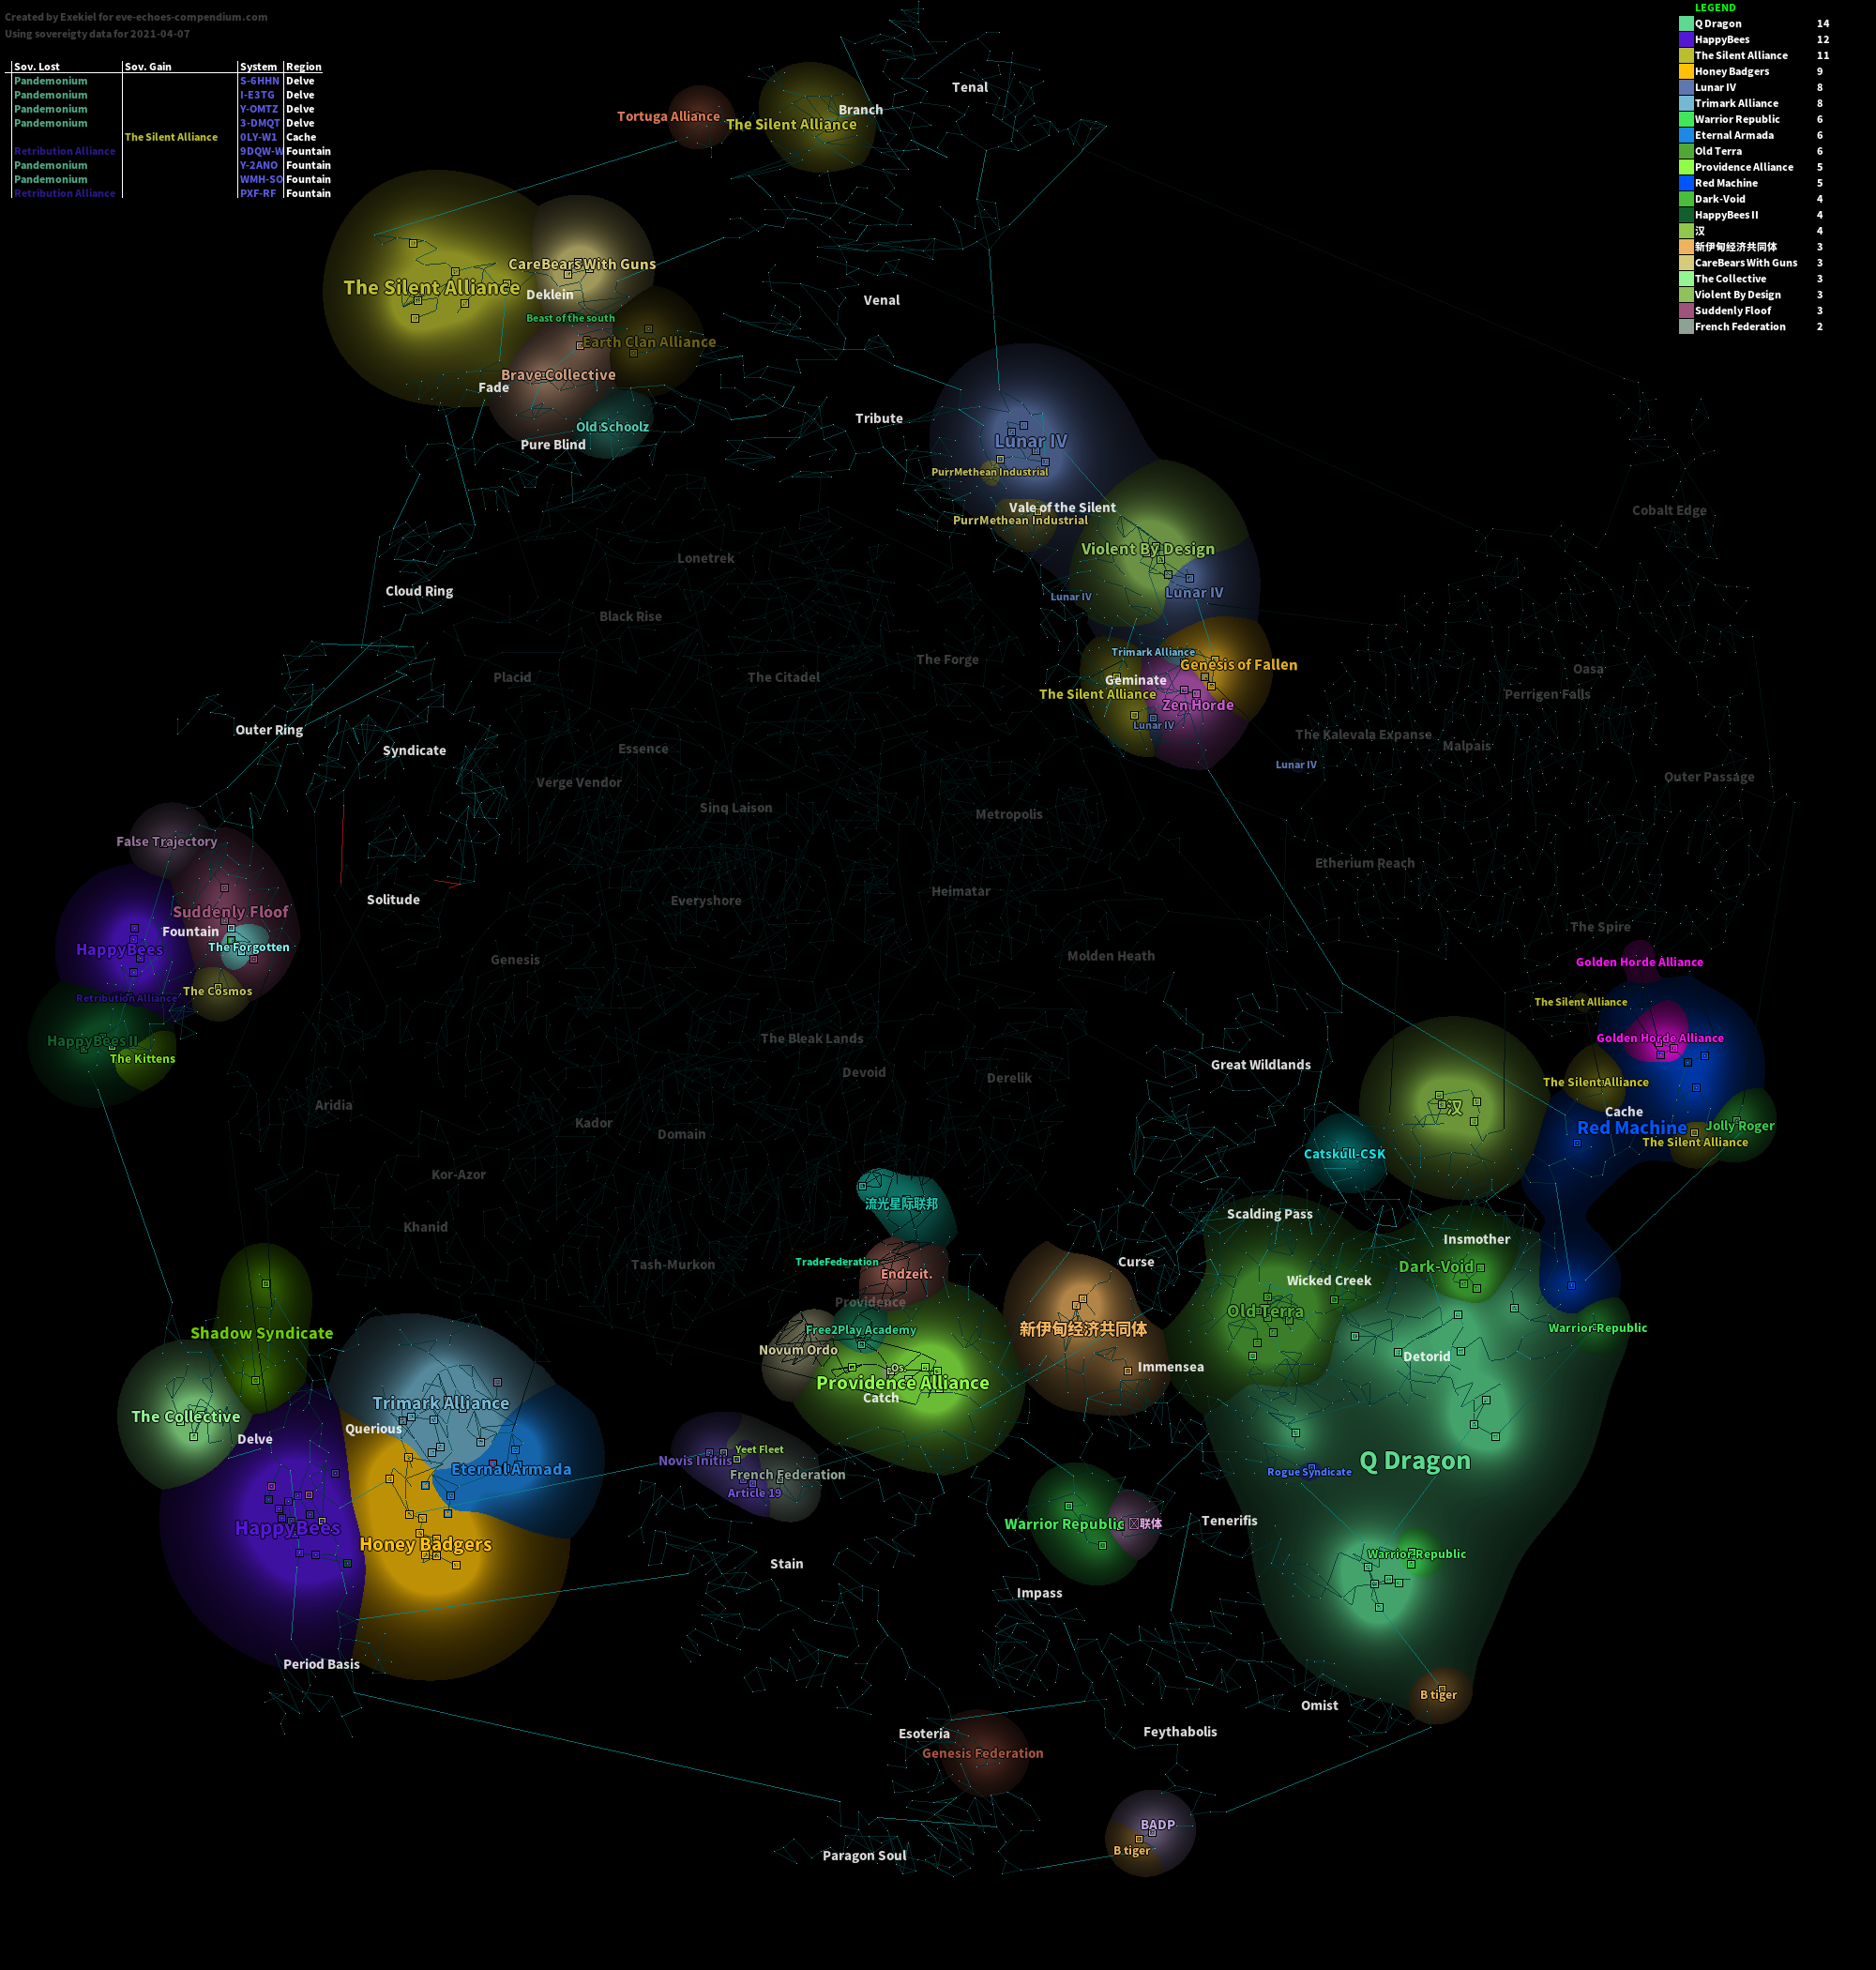 Created by Exekiel for eve-echoes-compendium.com
Using sovereigty data for 2021-04-07
Sov. Lost Sov. Gain System Region
Pandemonium S-6HHN Delve
Pandemonium I-E3TG Delve
Pandemonium Y-OMTZ Delve
Pandemonium 3-DMQT Delve
The Silent Alliance 0LY-W1 Cache
Retribution Alliance 9DQW-W Fountain
Pandemonium Y-2ANO Fountain
Pandemonium WMH-SO Fountain
Retribution Alliance PXF-RF Fountain
LEGEND
Q Dragon 14
HappyBees 12
The Silent Alliance 11
Honey Badgers 9
Lunar IV 8
Trimark Alliance 8
Warrior Republic 6
Eternal Armada 6
Old Terra 6
Providence Alliance 5
Red Machine 5
Dark-Void 4
HappyBees II 4
汉 4
新伊甸经济共同体 3
CareBears With Guns 3
The Collective 3
Violent By Design 3
Suddenly Floof 3
French Federation 2
Tenal
Branch
Tortuga Alliance
The Silent Alliance
CareBears With Guns
The Silent Alliance
Deklein
Venal
Beast of the south
Earth Clan Alliance
Brave Collective
Fade
Tribute
Old Schoolz
Pure Blind
Lunar IV
PurrMethean Industrial
Vale of the Silent
Cobalt Edge
PurrMethean Industrial
Violent By Design
Lonetrek
Cloud Ring
Lunar IV
Lunar IV
Black Rise
Trimark Alliance
The Forge
Genesis of Fallen
Oasa
Placid
The Citadel
Geminate
The Silent Alliance
Perrigen Falls
Zen Horde
Lunar IV
Outer Ring
The Kalevala Expanse
Syndicate
Essence
Malpais
Lunar IV
Outer Passage
Verge Vendor
Sinq Laison
Metropolis
False Trajectory
Etherium Reach
Heimatar
Solitude
Everyshore
Suddenly Floof
The Spire
Fountain
HappyBees
The Forgotten
Molden Heath
Genesis
Golden Horde Alliance
The Cosmos
Retribution Alliance
The Silent Alliance
The Bleak Lands
Golden Horde Alliance
HappyBees II
The Kittens
Great Wildlands
Devoid
Derelik
The Silent Alliance
Aridia
汉
Cache
Kador
Red Machine
Jolly Roger
Domain
The Silent Alliance
Catskull-CSK
Kor-Azor
流光星际联邦
Scalding Pass
Khanid
Insmother
TradeFederation
Curse
Tash-Murkon
Dark-Void
Endzeit.
Wicked Creek
Providence
Old Terra
Free2Play Academy
新伊甸经济共同体
Warrior-Republic
Shadow Syndicate
Novum Ordo
Detorid
Os
Immensea
Providence Alliance
Catch
Trimark Alliance
The Collective
Querious
Delve
Yeet Fleet
Novis Initiis
Q Dragon
Eternal Armada
French Federation
Rogue Syndicate
Article 19
Tenerifis
Warrior Republic
联体
HappyBees
Honey Badgers
Warrior-Republic
Stain
Impass
Period Basis
B tiger
Omist
Esoteria
Feythabolis
Genesis Federation
BADP
B tiger
Paragon Soul